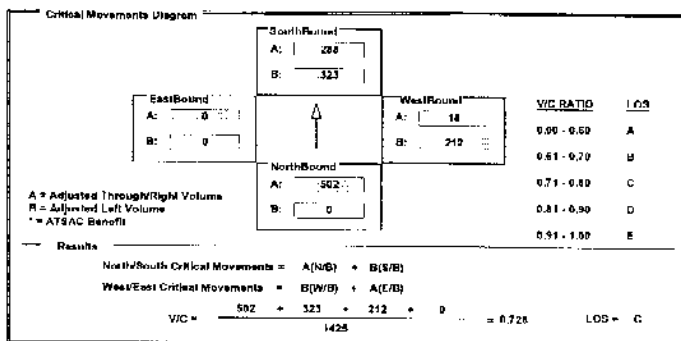 Critical Movements Diagram
SouthBound
A: 288
B: 323
EastBound
A: 0
B: 0
WestBound
A: 14
B: 212
NorthBound
A: 502
B: 0
V/C RATIO LOS
0.00 - 0.60 A
0.61 - 0.70 B
0.71 - 0.80 C
0.81 - 0.90 D
0.91 - 1.00 E
A = Adjusted Through/Right Volume
B = Adjusted Left Volume
* = ATSAC Benefit
Results
North/South Critical Movements = A(N/B) + B(S/B)
West/East Critical Movements = B(W/B) + A(E/B)
V/C = 502 + 323 + 212 + 0 = 0.728 LOS = C
1425